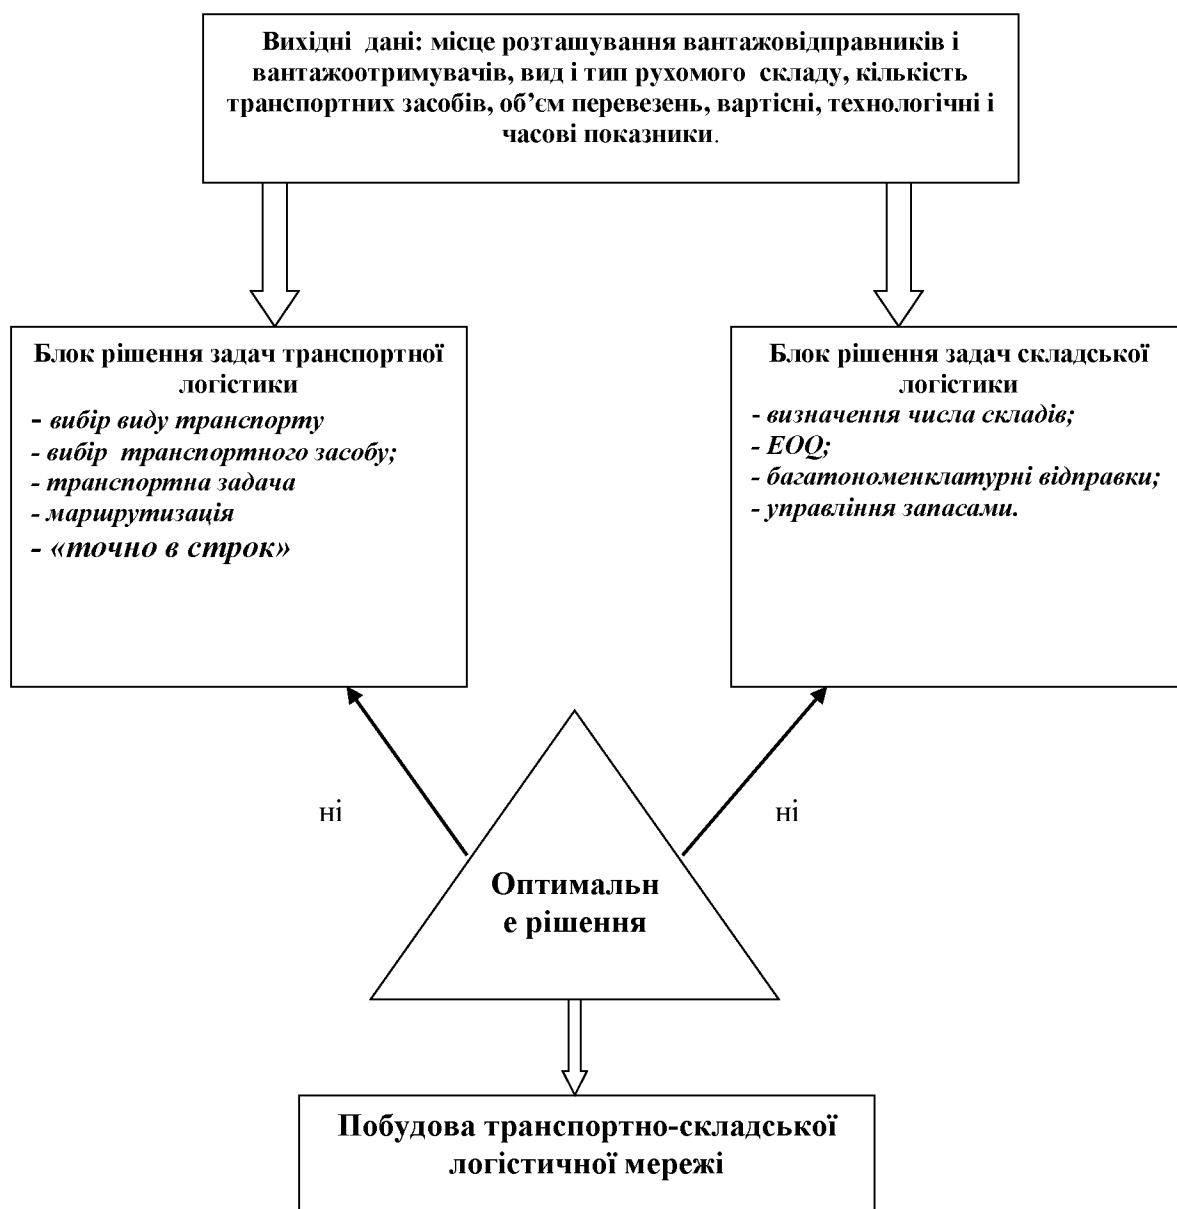 Вихідні дані: місце розташування вантажовідправників і
вантажоотримувачів, вид і тип рухомого складу, кількість
транспортних засобів, об’єм перевезень, вартісні, технологічні і
часові показники.
Блок рішення задач транспортної
логістики
- вибір виду транспорту
- вибір транспортного засобу;
- транспортна задача
- маршрутизація
- «точно в строк»
Блок рішення задач складської
логістики
- визначення числа складів;
- EOQ;
- багатономенклатурні відправки;
- управління запасами.
ні
ні
Оптимальн
е рішення
Побудова транспортно-складської
логістичної мережі